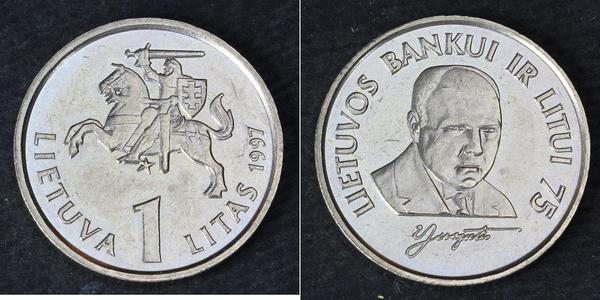 LIETUVA
1
LITAS 1997
LIETUVOS BANKUI IR LITUI 75